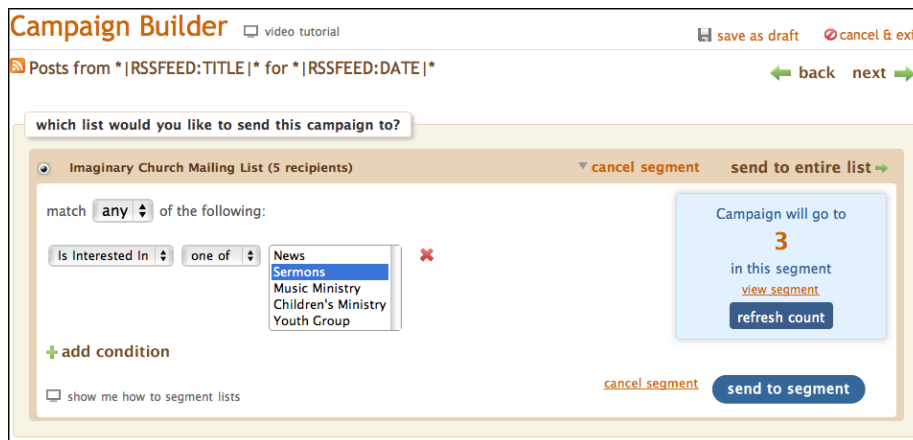 Campaign Builder video tutorial save as draft cancel & exi
Posts from *|RSSFEED:TITLE|* for *|RSSFEED:DATE|*
back next
which list would you like to send this campaign to?
Imaginary Church Mailing List (5 recipients) cancel segment send to entire list
match any of the following:
Is Interested In one of
News
Sermons
Music Ministry
Children's Ministry
Youth Group
Campaign will go to
3
in this segment
view segment
refresh count
add condition
show me how to segment lists
cancel segment send to segment